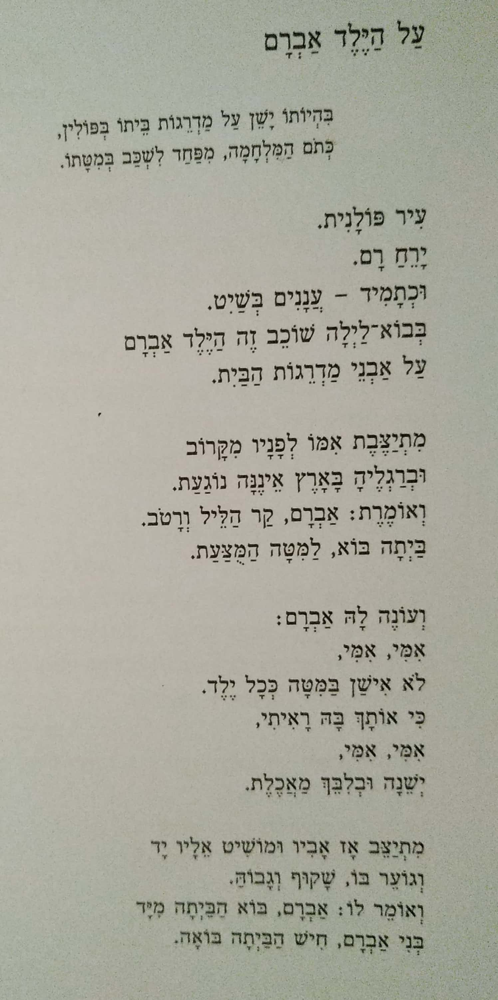 עַל הַיֶּלֶד אַבְרָם
בִּהְיוֹתוֹ יָשֵׁן עַל מַדְרֵגוֹת בֵּיתוֹ בְּפוֹלִין,
כְּתֹם הַמִּלְחָמָה, מִפַּחַד לִשְׁכַּב בְּמִטָּתוֹ.
עִיר פּוֹלָנִית.
יָרֵחַ רָם.
וּכְתָמִיד – עֲנָנִים בְּשַׁיִט.
בְּבוֹא־לַיְלָה שׁוֹכֵב זֶה הַיֶּלֶד אַבְרָם
עַל אַבְנֵי מַדְרֵגוֹת הַבַּיִת.
מִתְיַצֶּבֶת אִמּוֹ לְפָנָיו מִקָּרוֹב
וּבְרַגְלֶיהָ בָּאָרֶץ אֵינֶנָּה נוֹגַעַת.
וְאוֹמֶרֶת: אַבְרָם, קַר הַלֵּיל וְרָטֹב.
בַּיְתָה בּוֹא, לַמִּטָּה הַמֻּצַּעַת.
וְעוֹנֶה לָהּ אַבְרָם:
אִמִּי, אִמִּי,
לֹא אִישַׁן בַּמִּטָּה כְּכָל יֶלֶד.
כִּי אוֹתָךְ בָּהּ רָאִיתִי,
אִמִּי, אִמִּי,
יְשֵׁנָה וּבְלִבֵּךְ מַאֲכֶלֶת.
מִתְיַצֵּב אָז אָבִיו וּמוֹשִׁיט אֵלָיו יָד
וְגוֹעֵר בּוֹ, שָׁקוּף וְגָבוֹהַּ.
וְאוֹמֵר לוֹ: אַבְרָם, בּוֹא הַבַּיְתָה מִיָּד
בְּנִי אַבְרָם, חִישׁ הַבַּיְתָה בּוֹאָה.